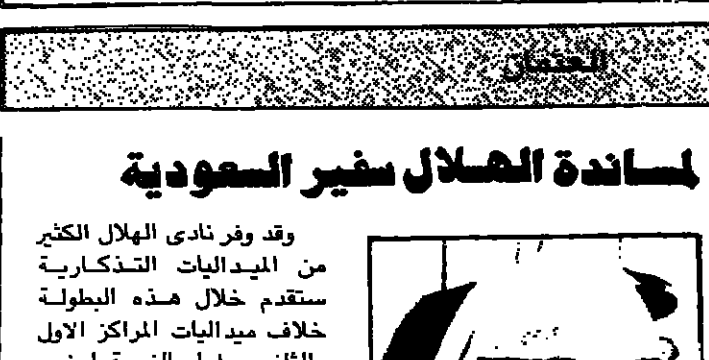 العثمان
لمساندة الهلال سفير السعودية
وقد وفر نادى الهلال الكثير
من الميداليات التذكارية
ستقدم خلال هذه البطولة
خلاف ميداليات المراكز الاول